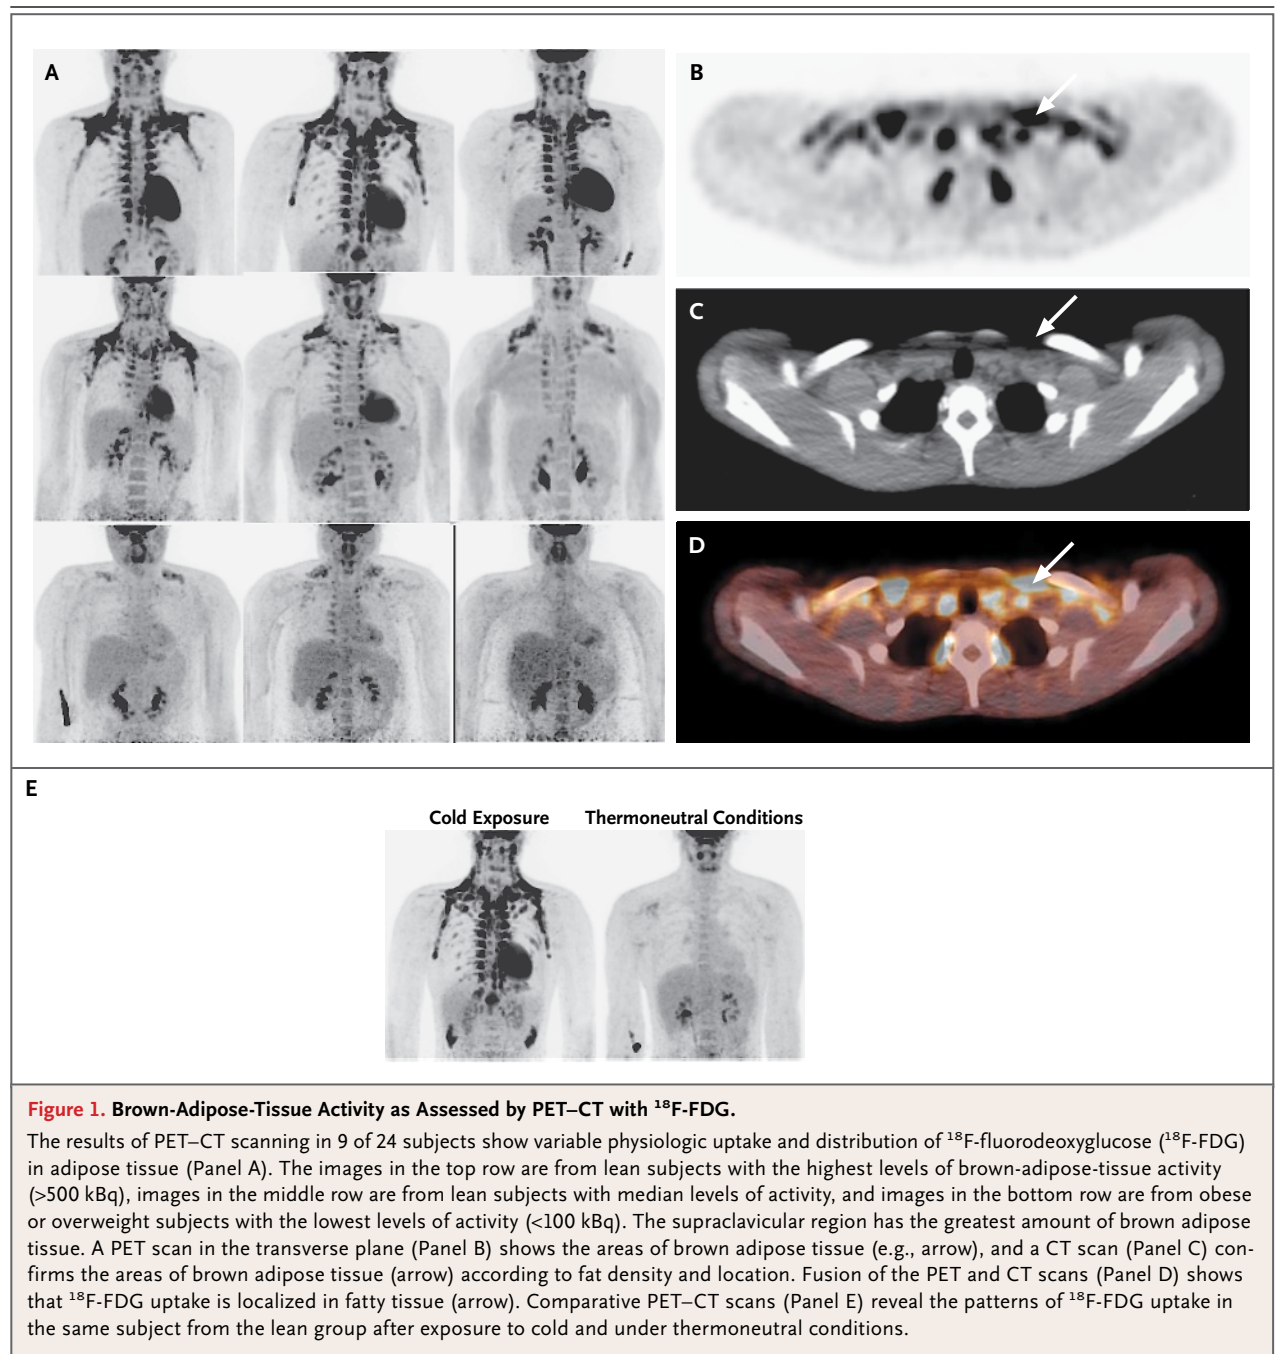 A
B
C
D
E
Cold Exposure
Thermoneutral Conditions
Figure 1. Brown-Adipose-Tissue Activity as Assessed by PET–CT with ¹⁸F-FDG.
The results of PET–CT scanning in 9 of 24 subjects show variable physiologic uptake and distribution of ¹⁸F-fluorodeoxyglucose (¹⁸F-FDG)
in adipose tissue (Panel A). The images in the top row are from lean subjects with the highest levels of brown-adipose-tissue activity
(>500 kBq), images in the middle row are from lean subjects with median levels of activity, and images in the bottom row are from obese
or overweight subjects with the lowest levels of activity (<100 kBq). The supraclavicular region has the greatest amount of brown adipose
tissue. A PET scan in the transverse plane (Panel B) shows the areas of brown adipose tissue (e.g., arrow), and a CT scan (Panel C) con-
firms the areas of brown adipose tissue (arrow) according to fat density and location. Fusion of the PET and CT scans (Panel D) shows
that ¹⁸F-FDG uptake is localized in fatty tissue (arrow). Comparative PET–CT scans (Panel E) reveal the patterns of ¹⁸F-FDG uptake in
the same subject from the lean group after exposure to cold and under thermoneutral conditions.